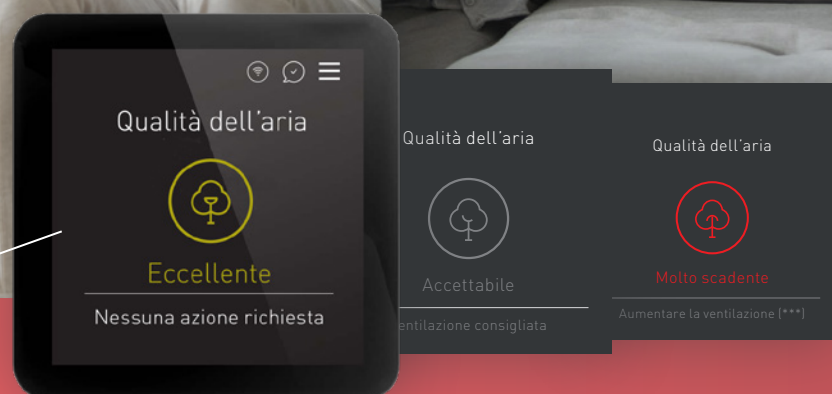 Qualità dell'aria
Eccellente
Nessuna azione richiesta
Qualità dell'aria
Accettabile
consigliata
Qualità dell'aria
Molto scadente
Aumentare la ventilazione (***)